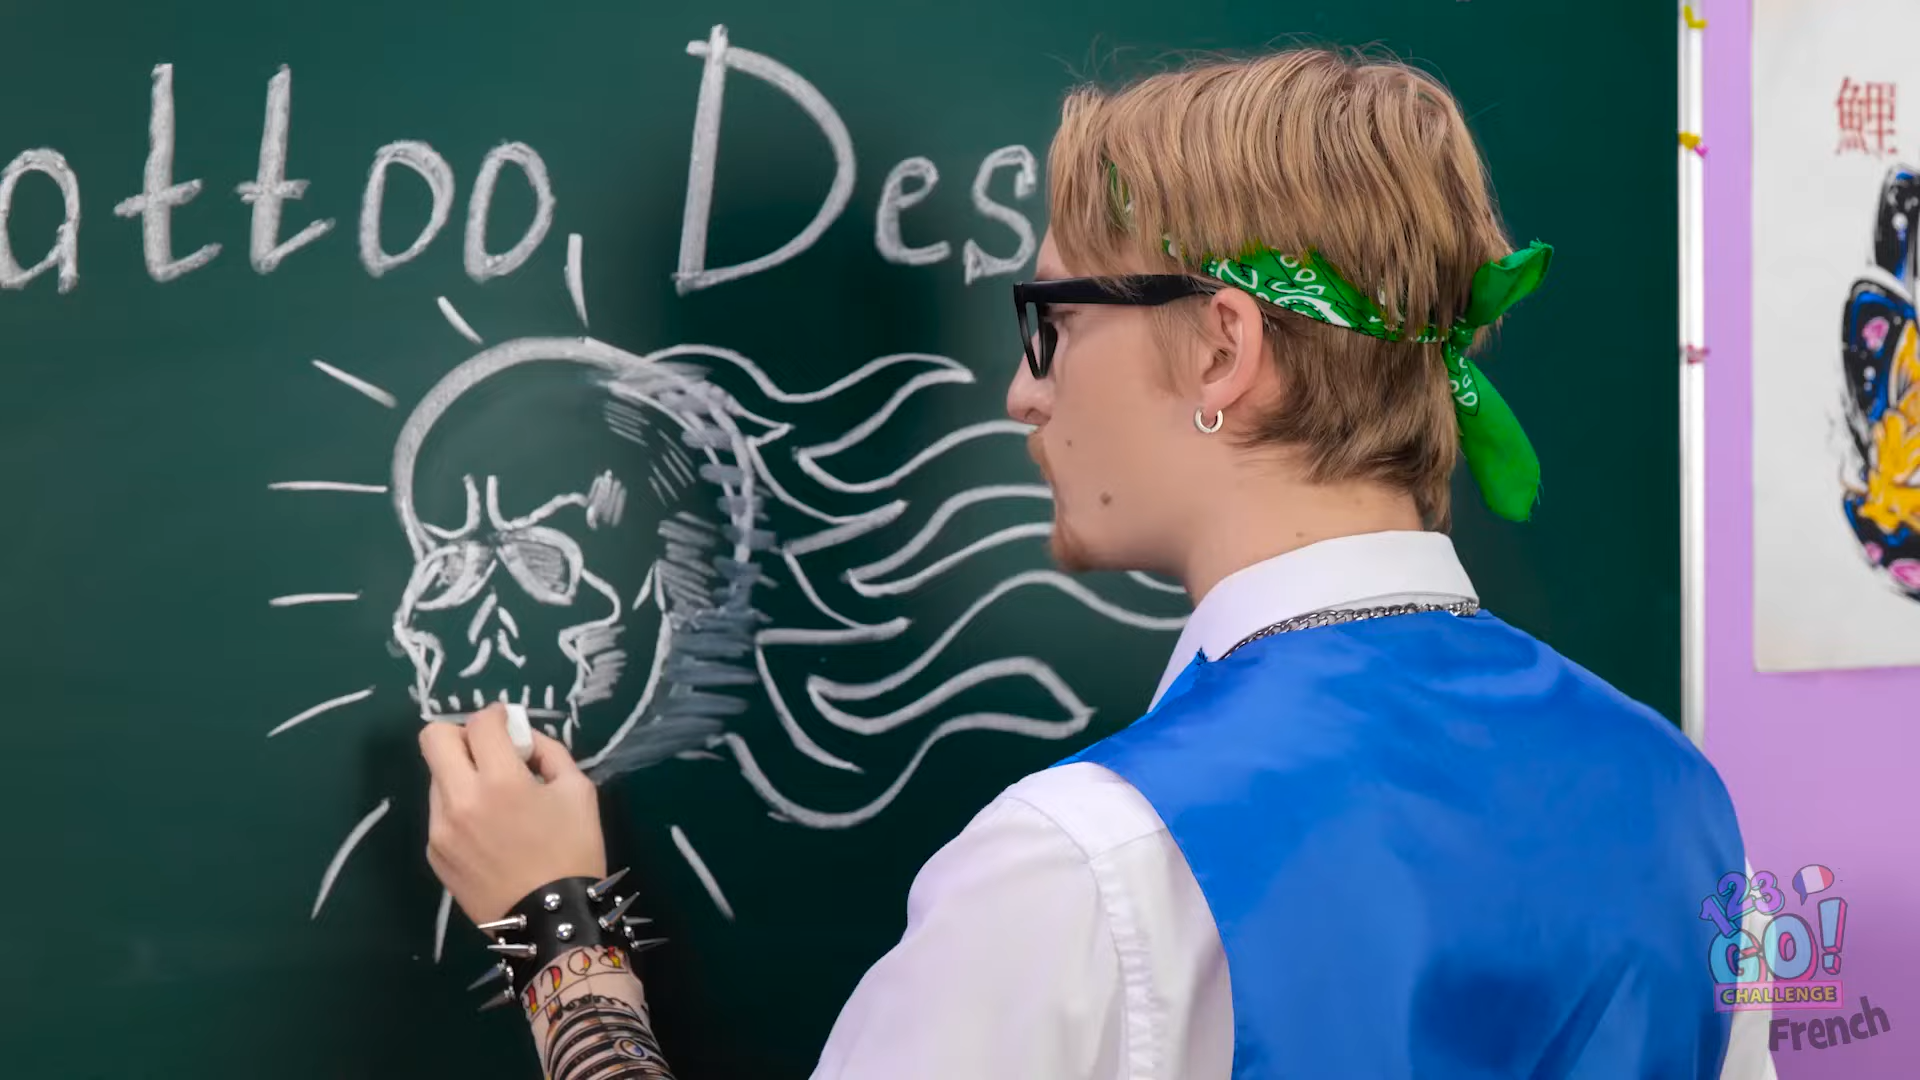 attoo, Des
鯉
123
GO!
CHALLENGE
French